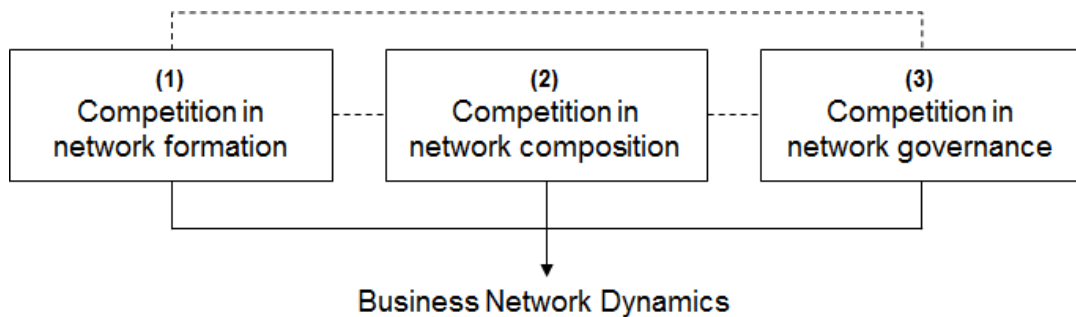 (1)
Competition in
network formation
(2)
Competition in
network composition
(3)
Competition in
network governance
Business Network Dynamics